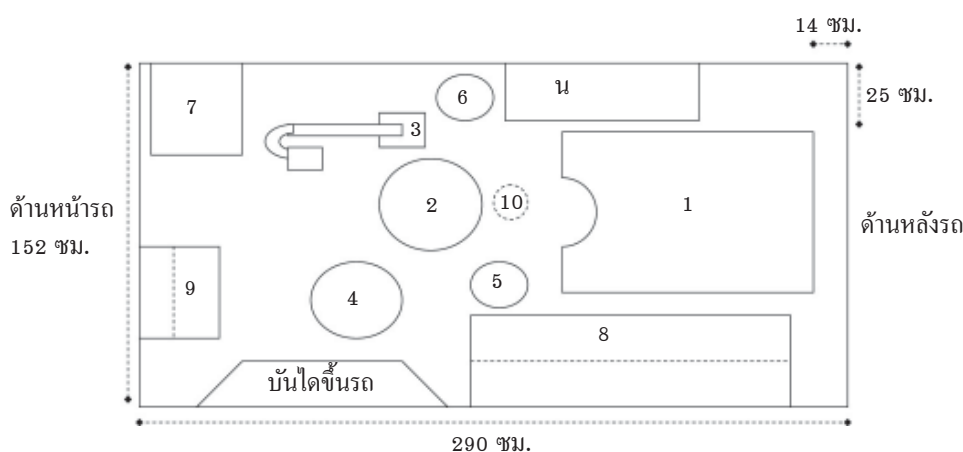 14 ซม.
7
6
น
25 ซม.
3
2
10
1
ด้านหน้ารถ
152 ซม.
ด้านหลังรถ
9
4
5
8
บันไดขึ้นรถ
290 ซม.